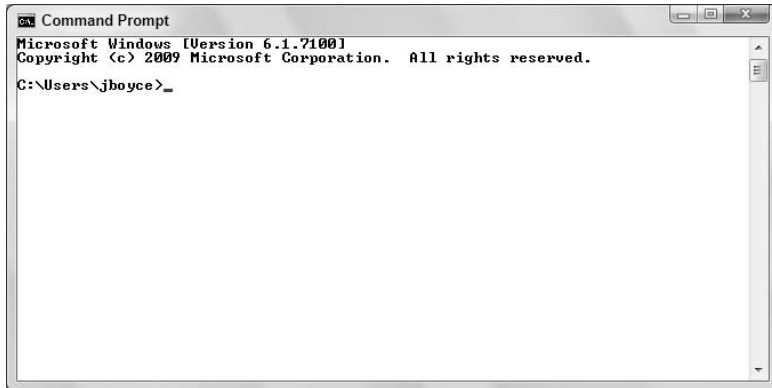 Command Prompt
Microsoft Windows [Version 6.1.7100]
Copyright (c) 2009 Microsoft Corporation.  All rights reserved.
C:\Users\jboyce>_